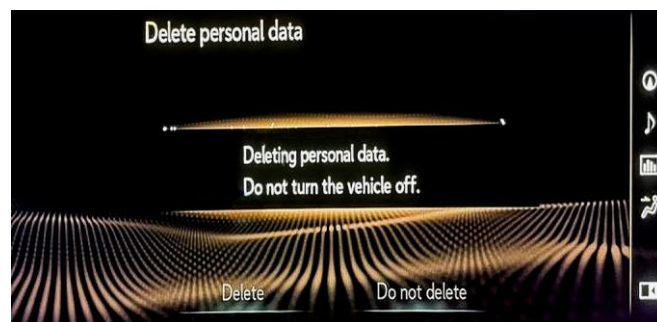 Delete personal data
Deleting personal data.
Do not turn the vehicle off.
Delete
Do not delete